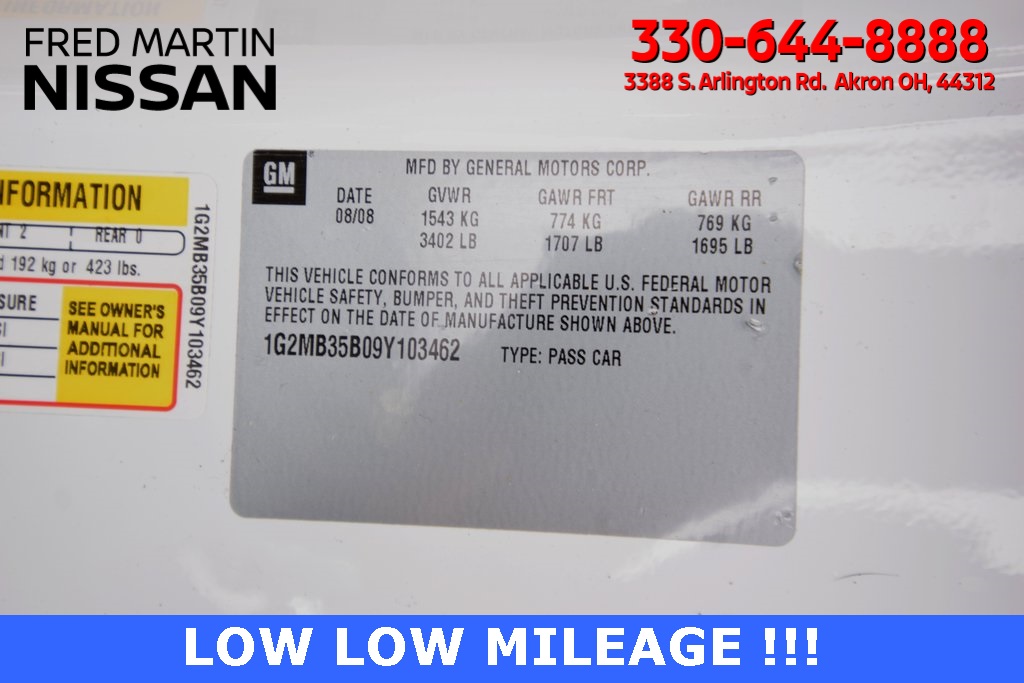 FRED MARTIN
NISSAN
330-644-8888
3388 S. Arlington Rd. Akron OH, 44312
GM
MFD BY GENERAL MOTORS CORP.
DATE GVWR GAWR FRT GAWR RR
08/08 1543 KG 774 KG 769 KG
3402 LB 1707 LB 1695 LB
THIS VEHICLE CONFORMS TO ALL APPLICABLE U.S. FEDERAL MOTOR
VEHICLE SAFETY, BUMPER, AND THEFT PREVENTION STANDARDS IN
EFFECT ON THE DATE OF MANUFACTURE SHOWN ABOVE.
1G2MB35B09Y103462 TYPE: PASS CAR
NFORMATION
NT 2 REAR 0
192 kg or 423 lbs.
SURE
SEE OWNER'S
MANUAL FOR
ADDITIONAL
INFORMATION
1G2MB35B09Y103462
LOW LOW MILEAGE !!!